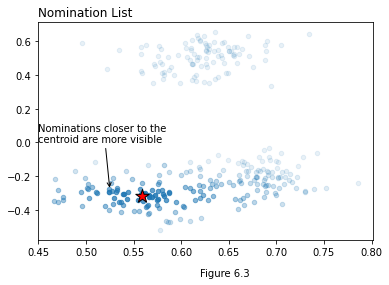 Nomination List
0.6
0.4
0.2
0.0
−0.2
−0.4
Nominations closer to the
centroid are more visible
0.45 0.50 0.55 0.60 0.65 0.70 0.75 0.80
Figure 6.3